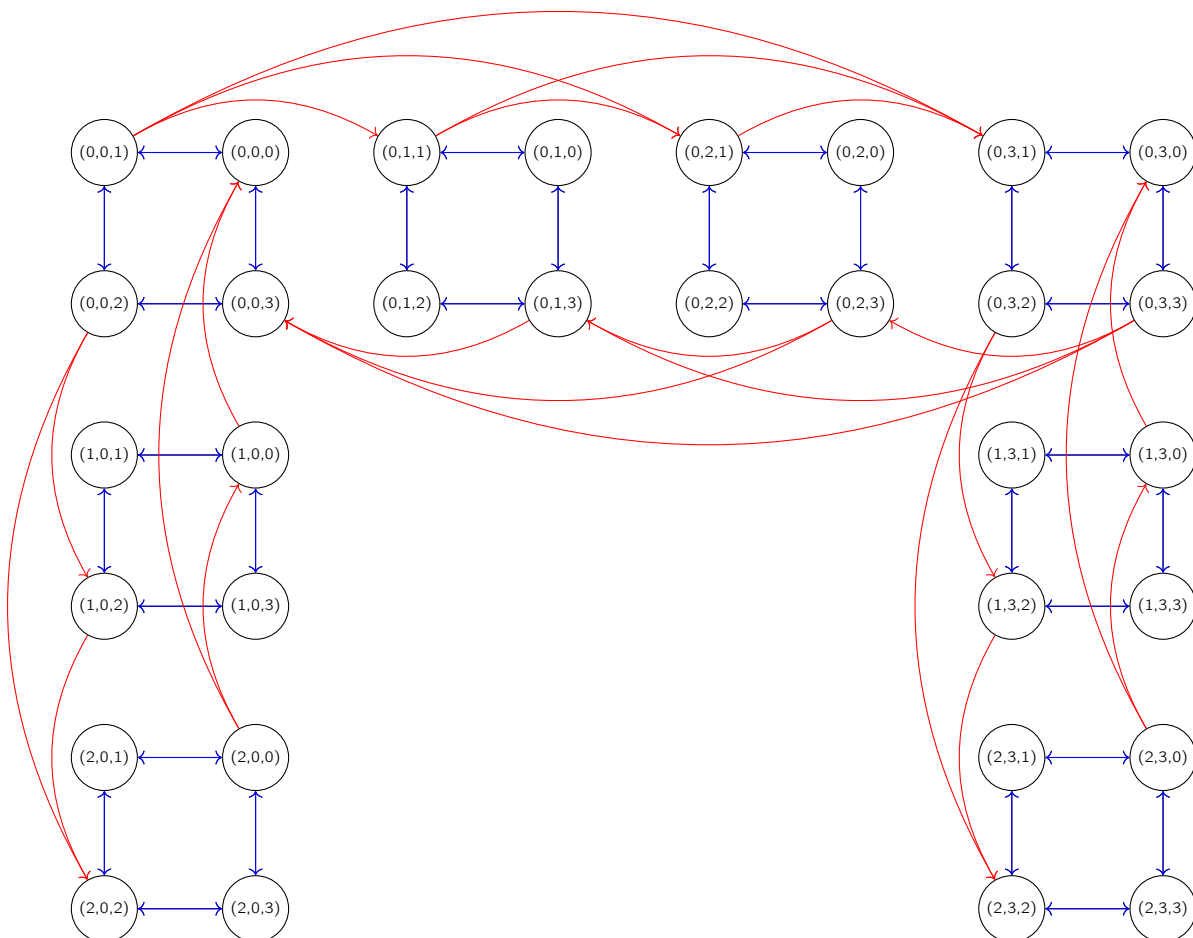 (0,0,1) (0,0,0) (0,1,1) (0,1,0) (0,2,1) (0,2,0) (0,3,1) (0,3,0)
(0,0,2) (0,0,3) (0,1,2) (0,1,3) (0,2,2) (0,2,3) (0,3,2) (0,3,3)
(1,0,1) (1,0,0) (1,3,1) (1,3,0)
(1,0,2) (1,0,3) (1,3,2) (1,3,3)
(2,0,1) (2,0,0) (2,3,1) (2,3,0)
(2,0,2) (2,0,3) (2,3,2) (2,3,3)